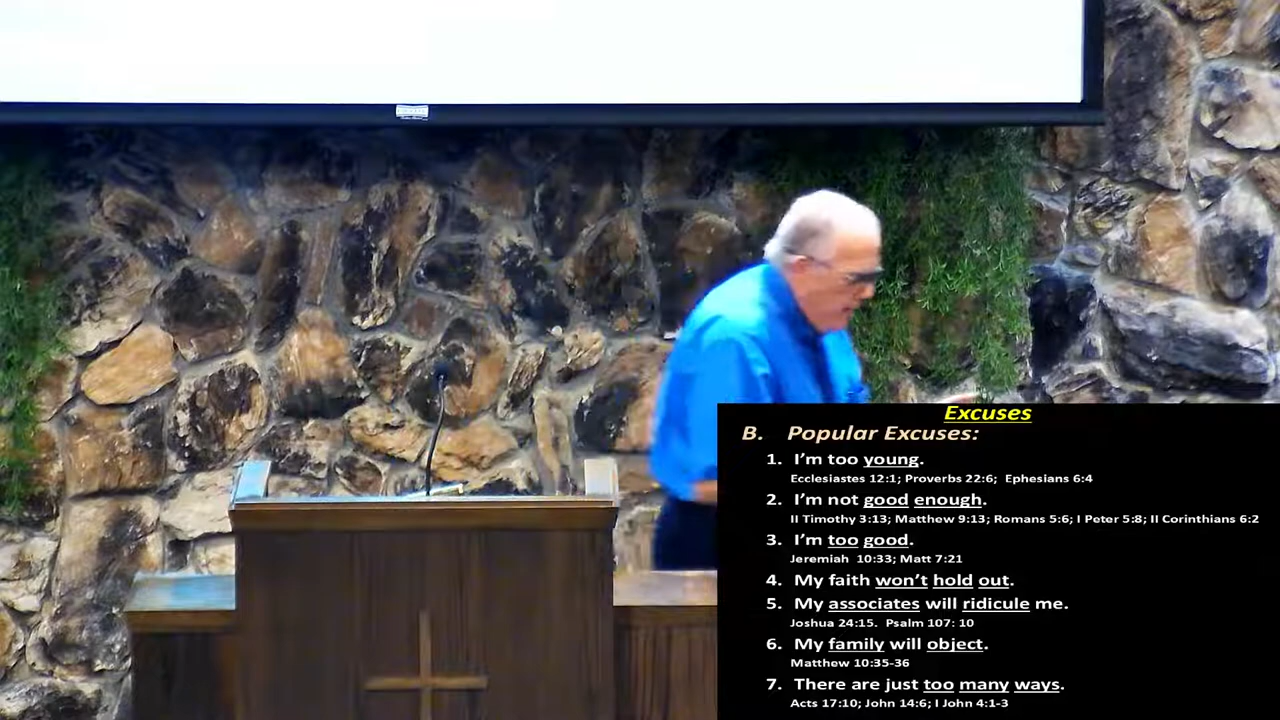 Excuses
B. Popular Excuses:
1. I'm too young.
Ecclesiastes 12:1; Proverbs 22:6; Ephesians 6:4
2. I'm not good enough.
II Timothy 3:13; Matthew 9:13; Romans 5:6; I Peter 5:8; II Corinthians 6:2
3. I'm too good.
Jeremiah 10:33; Matt 7:21
4. My faith won't hold out.
5. My associates will ridicule me.
Joshua 24:15. Psalm 107: 10
6. My family will object.
Matthew 10:35-36
7. There are just too many ways.
Acts 17:10; John 14:6; I John 4:1-3